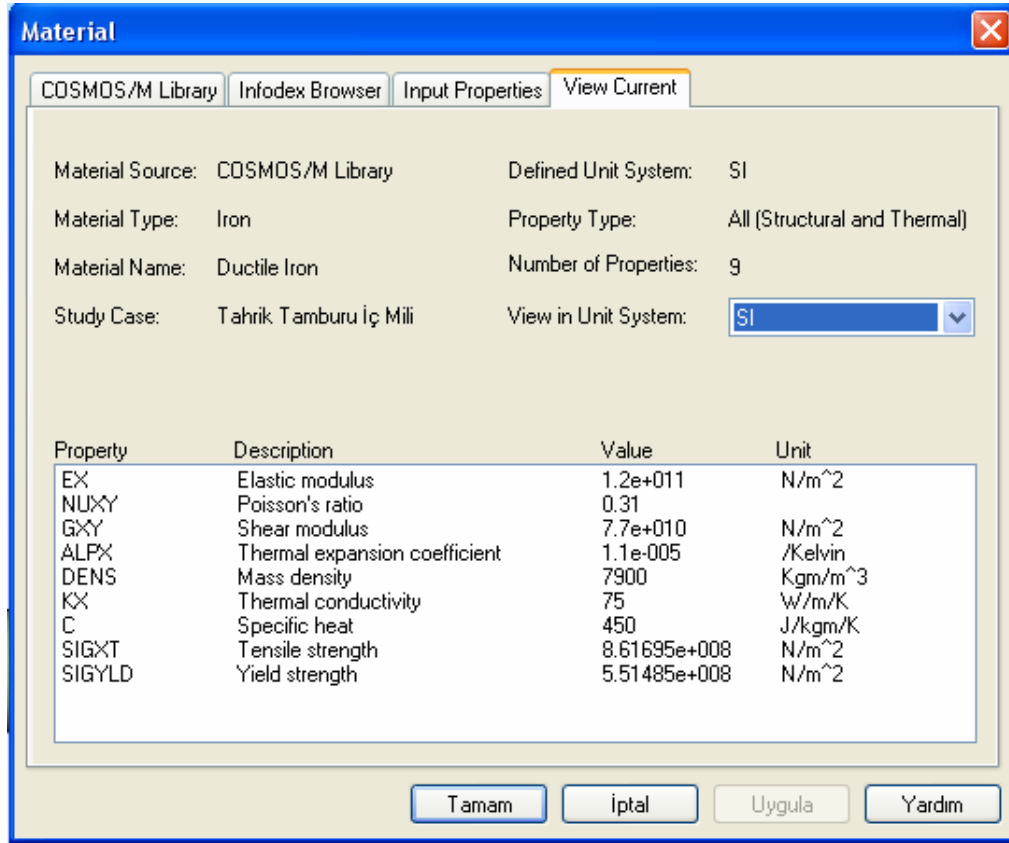 Material
COSMOS/M Library Infodex Browser Input Properties View Current
Material Source: COSMOS/M Library Defined Unit System: SI
Material Type: Iron Property Type: All (Structural and Thermal)
Material Name: Ductile Iron Number of Properties: 9
Study Case: Tahrik Tamburu İç Mili View in Unit System: SI
Property Description Value Unit
EX Elastic modulus 1.2e+011 N/m^2
NUXY Poisson's ratio 0.31
GXY Shear modulus 7.7e+010 N/m^2
ALPX Thermal expansion coefficient 1.1e-005 /Kelvin
DENS Mass density 7900 Kgm/m^3
KX Thermal conductivity 75 W/m/K
C Specific heat 450 J/kgm/K
SIGXT Tensile strength 8.61695e+008 N/m^2
SIGYLD Yield strength 5.51485e+008 N/m^2
Tamam İptal Uygula Yardım